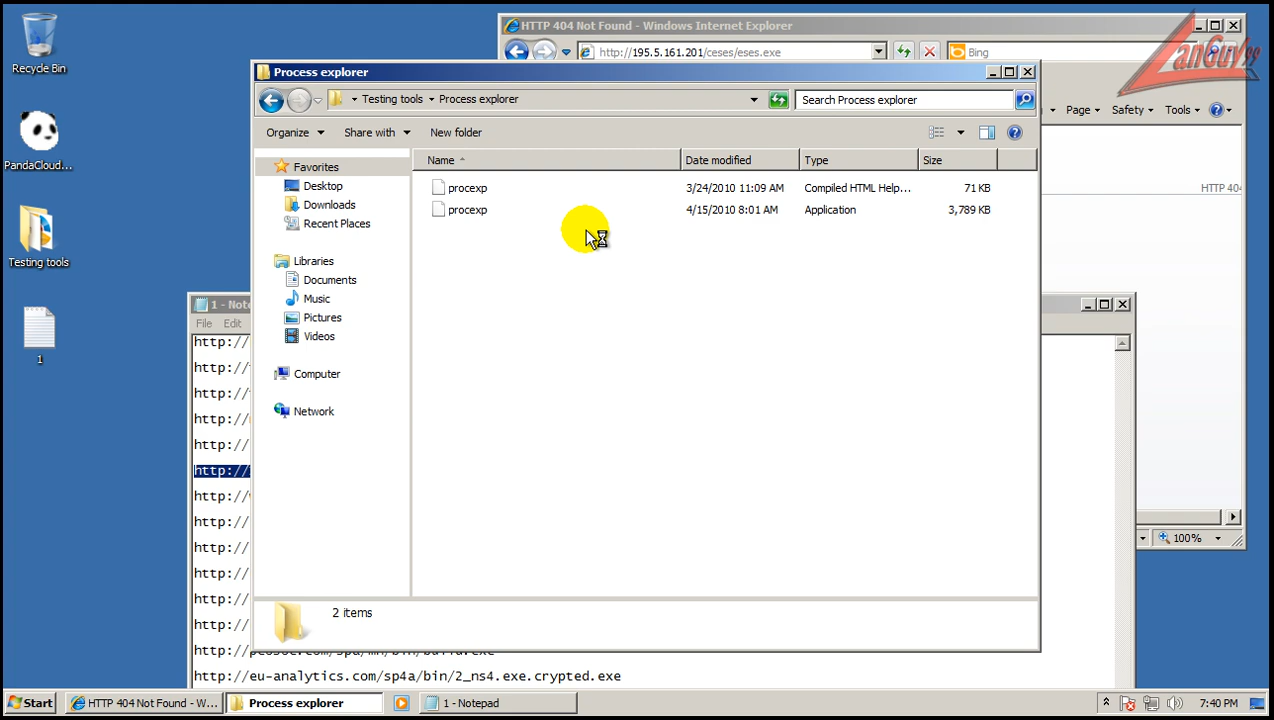 Recycle Bin
PandaCloud...
Testing tools
1
HTTP 404 Not Found - Windows Internet Explorer
http://195.5.161.201/ceses/eses.exe
Bing
LanGuy99
Page
Safety
Tools
HTTP 404
100%
Process explorer
Testing tools
Process explorer
Search Process explorer
Organize
Share with
New folder
Name
Date modified
Type
Size
procexp
3/24/2010 11:09 AM
Compiled HTML Help...
71 KB
procexp
4/15/2010 8:01 AM
Application
3,789 KB
Favorites
Desktop
Downloads
Recent Places
Libraries
Documents
Music
Pictures
Videos
Computer
Network
2 items
1 - Note
File Edit
http://
http://
http://
http://
http://
http://
http://
http://
http://
http://
http://
http://
http://
http://eu-analytics.com/sp4a/bin/2_ns4.exe.crypted.exe
Start
HTTP 404 Not Found - W...
Process explorer
1 - Notepad
7:40 PM